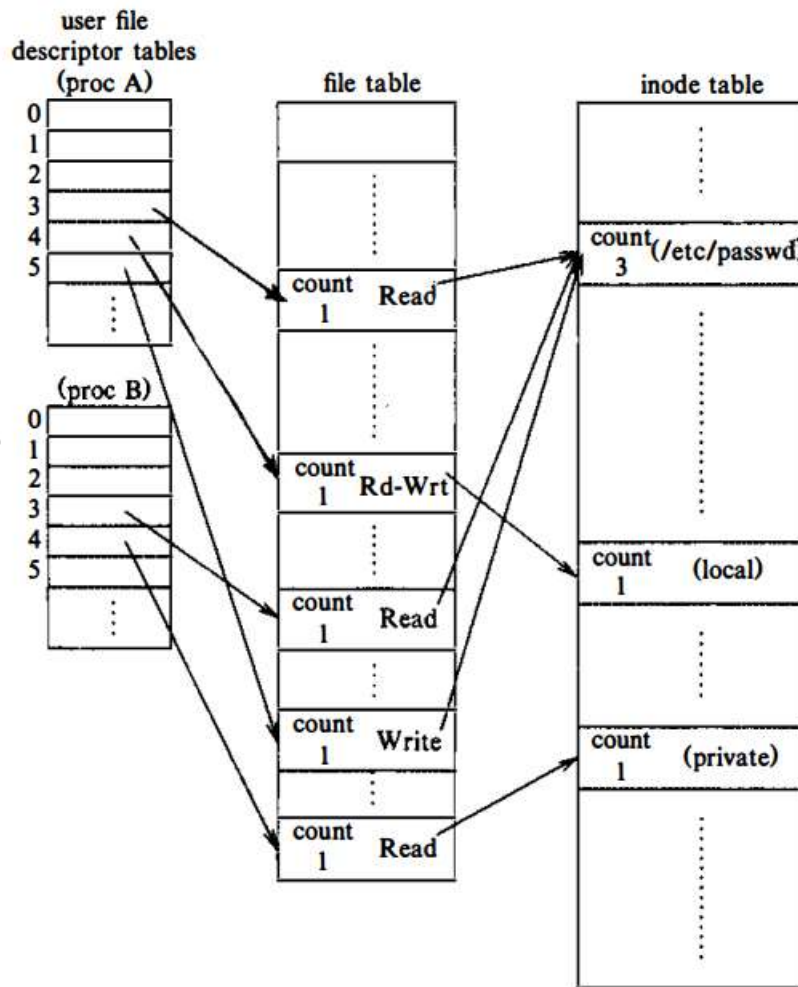 user file
descriptor tables
(proc A)
0
1
2
3
4
5
(proc B)
0
1
2
3
4
5
file table
count
1 Read
count
1 Rd-Wrt
count
1 Read
count
1 Write
count
1 Read
inode table
count (/etc/passwd)
3
count (local)
1
count (private)
1